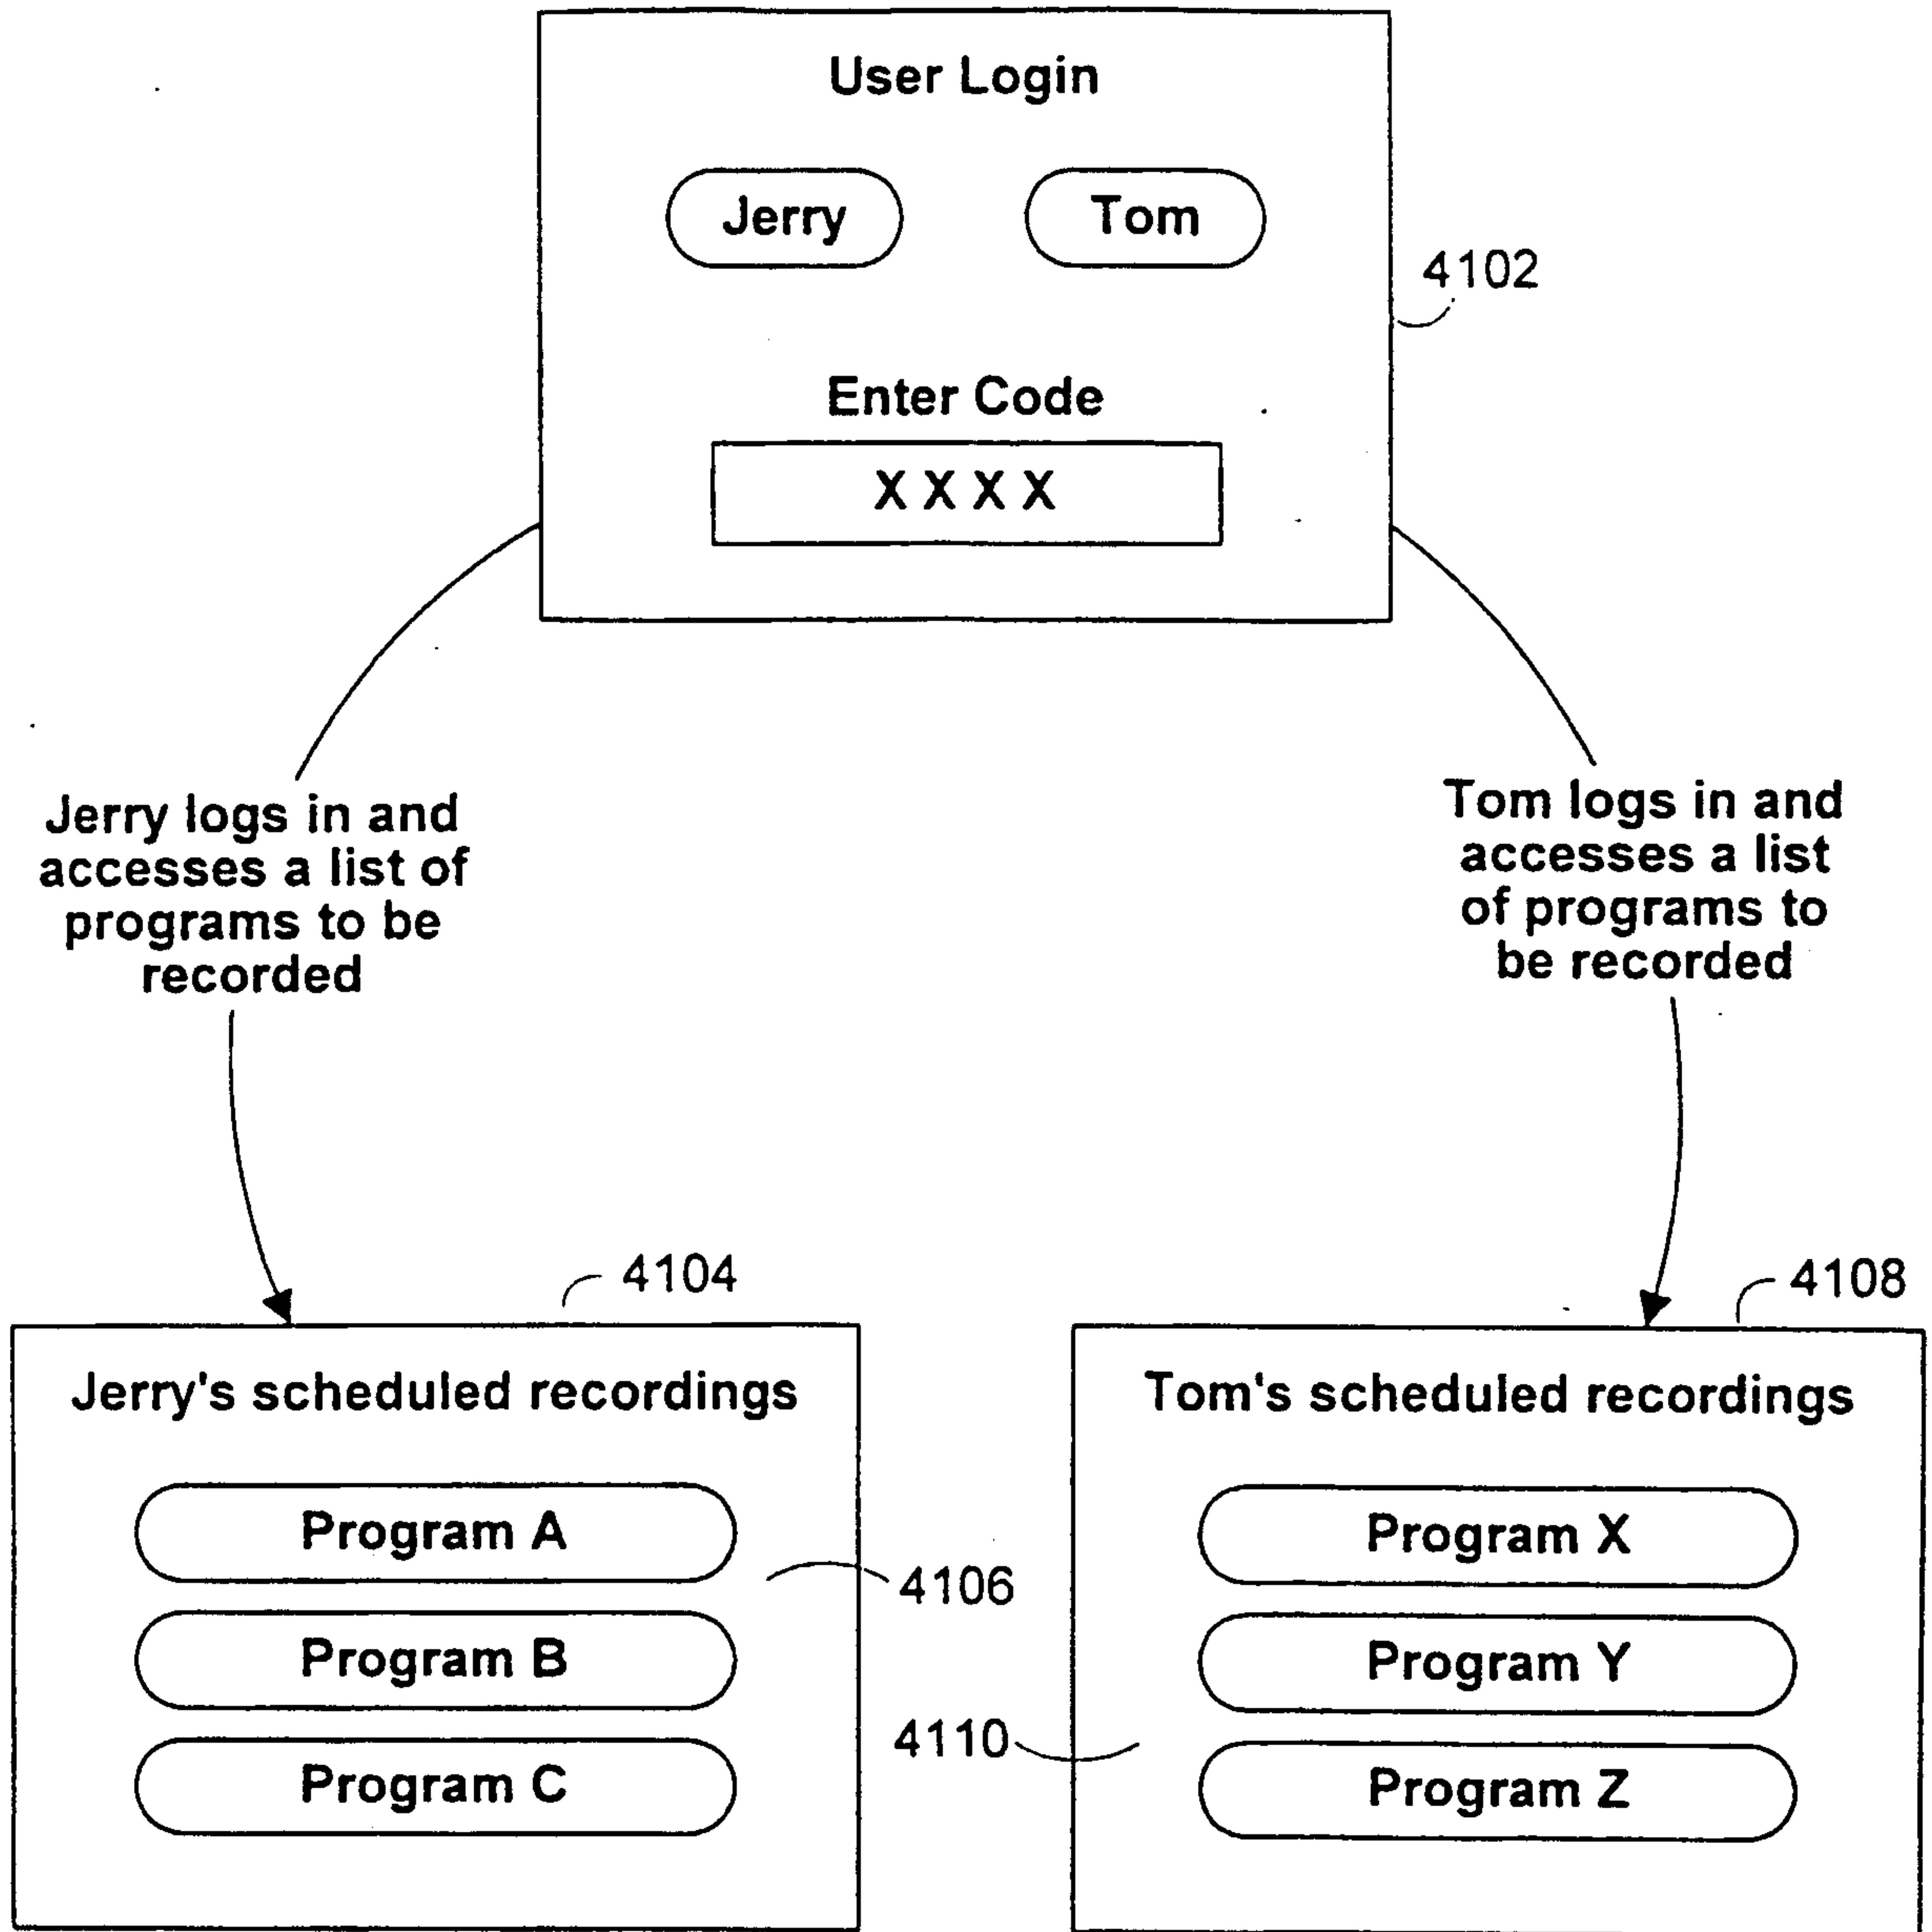 User Login
Jerry Tom
4102
Enter Code
X X X X
Jerry logs in and
accesses a list of
programs to be
recorded
Tom logs in and
accesses a list
of programs to
be recorded
4104
Jerry's scheduled recordings
Program A
4106
Program B
Program C
4108
Tom's scheduled recordings
Program X
Program Y
4110
Program Z